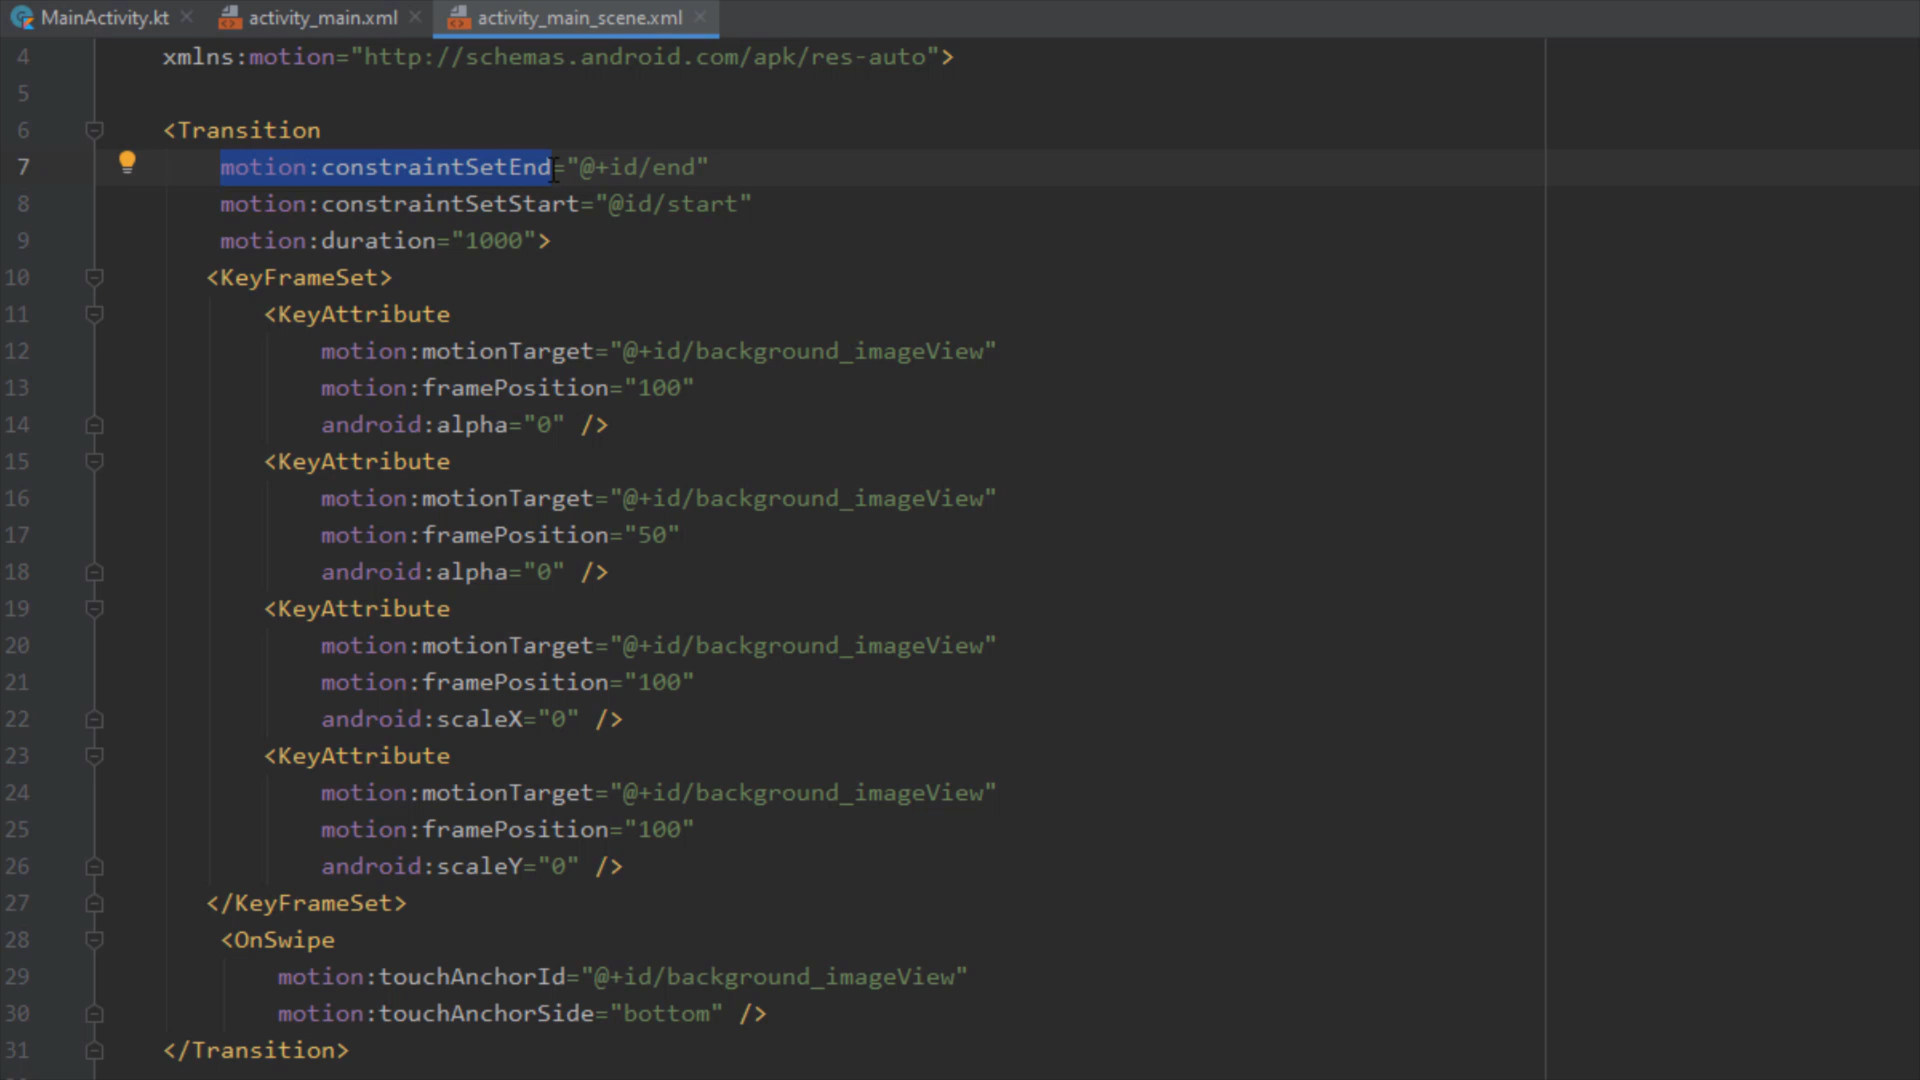 MainActivity.kt activity_main.xml activity_main_scene.xml
4 xmlns:motion="http://schemas.android.com/apk/res-auto">
5
6 <Transition
7 motion:constraintSetEnd="@+id/end"
8 motion:constraintSetStart="@id/start"
9 motion:duration="1000">
10 <KeyFrameSet>
11 <KeyAttribute
12 motion:motionTarget="@+id/background_imageView"
13 motion:framePosition="100"
14 android:alpha="0" />
15 <KeyAttribute
16 motion:motionTarget="@+id/background_imageView"
17 motion:framePosition="50"
18 android:alpha="0" />
19 <KeyAttribute
20 motion:motionTarget="@+id/background_imageView"
21 motion:framePosition="100"
22 android:scaleX="0" />
23 <KeyAttribute
24 motion:motionTarget="@+id/background_imageView"
25 motion:framePosition="100"
26 android:scaleY="0" />
27 </KeyFrameSet>
28 <OnSwipe
29 motion:touchAnchorId="@+id/background_imageView"
30 motion:touchAnchorSide="bottom" />
31 </Transition>